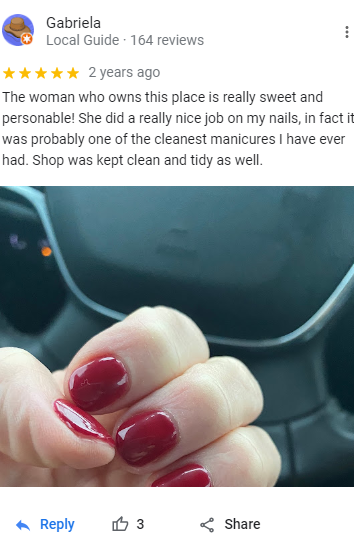 Gabriela
Local Guide · 164 reviews
2 years ago
The woman who owns this place is really sweet and
personable! She did a really nice job on my nails, in fact it
was probably one of the cleanest manicures I have ever
had. Shop was kept clean and tidy as well.
Reply
3
Share